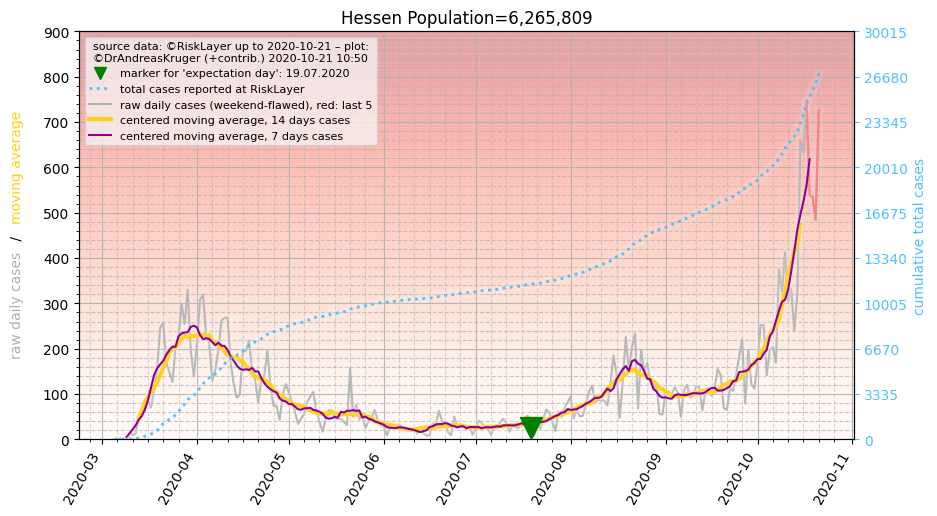 Hessen Population=6,265,809
source data: ©RiskLayer up to 2020-10-21 – plot:
©DrAndreasKruger (+contrib.) 2020-10-21 10:50
marker for 'expectation day': 19.07.2020
total cases reported at RiskLayer
raw daily cases (weekend-flawed), red: last 5
centered moving average, 14 days cases
centered moving average, 7 days cases
raw daily cases / moving average
900
800
700
600
500
400
300
200
100
0
30015
26680
23345
20010
16675
13340
10005
6670
3335
0
cumulative total cases
2020-03
2020-04
2020-05
2020-06
2020-07
2020-08
2020-09
2020-10
2020-11